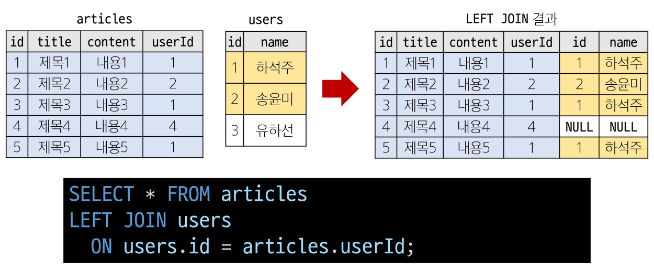 articles users LEFT JOIN 결과
id title content userId id name id title content userId id name
1 제목1 내용1 1 1 하석주 1 제목1 내용1 1 1 하석주
2 제목2 내용2 2 2 송윤미 2 제목2 내용2 2 2 송윤미
3 제목3 내용3 1 3 유하선 3 제목3 내용3 1 1 하석주
4 제목4 내용4 4 4 제목4 내용4 4 NULL NULL
5 제목5 내용5 1 5 제목5 내용5 1 1 하석주
SELECT * FROM articles
LEFT JOIN users
ON users.id = articles.userId;